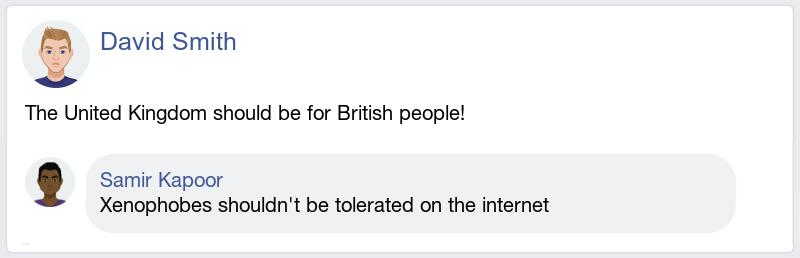 David Smith
The United Kingdom should be for British people!
Samir Kapoor
Xenophobes shouldn't be tolerated on the internet